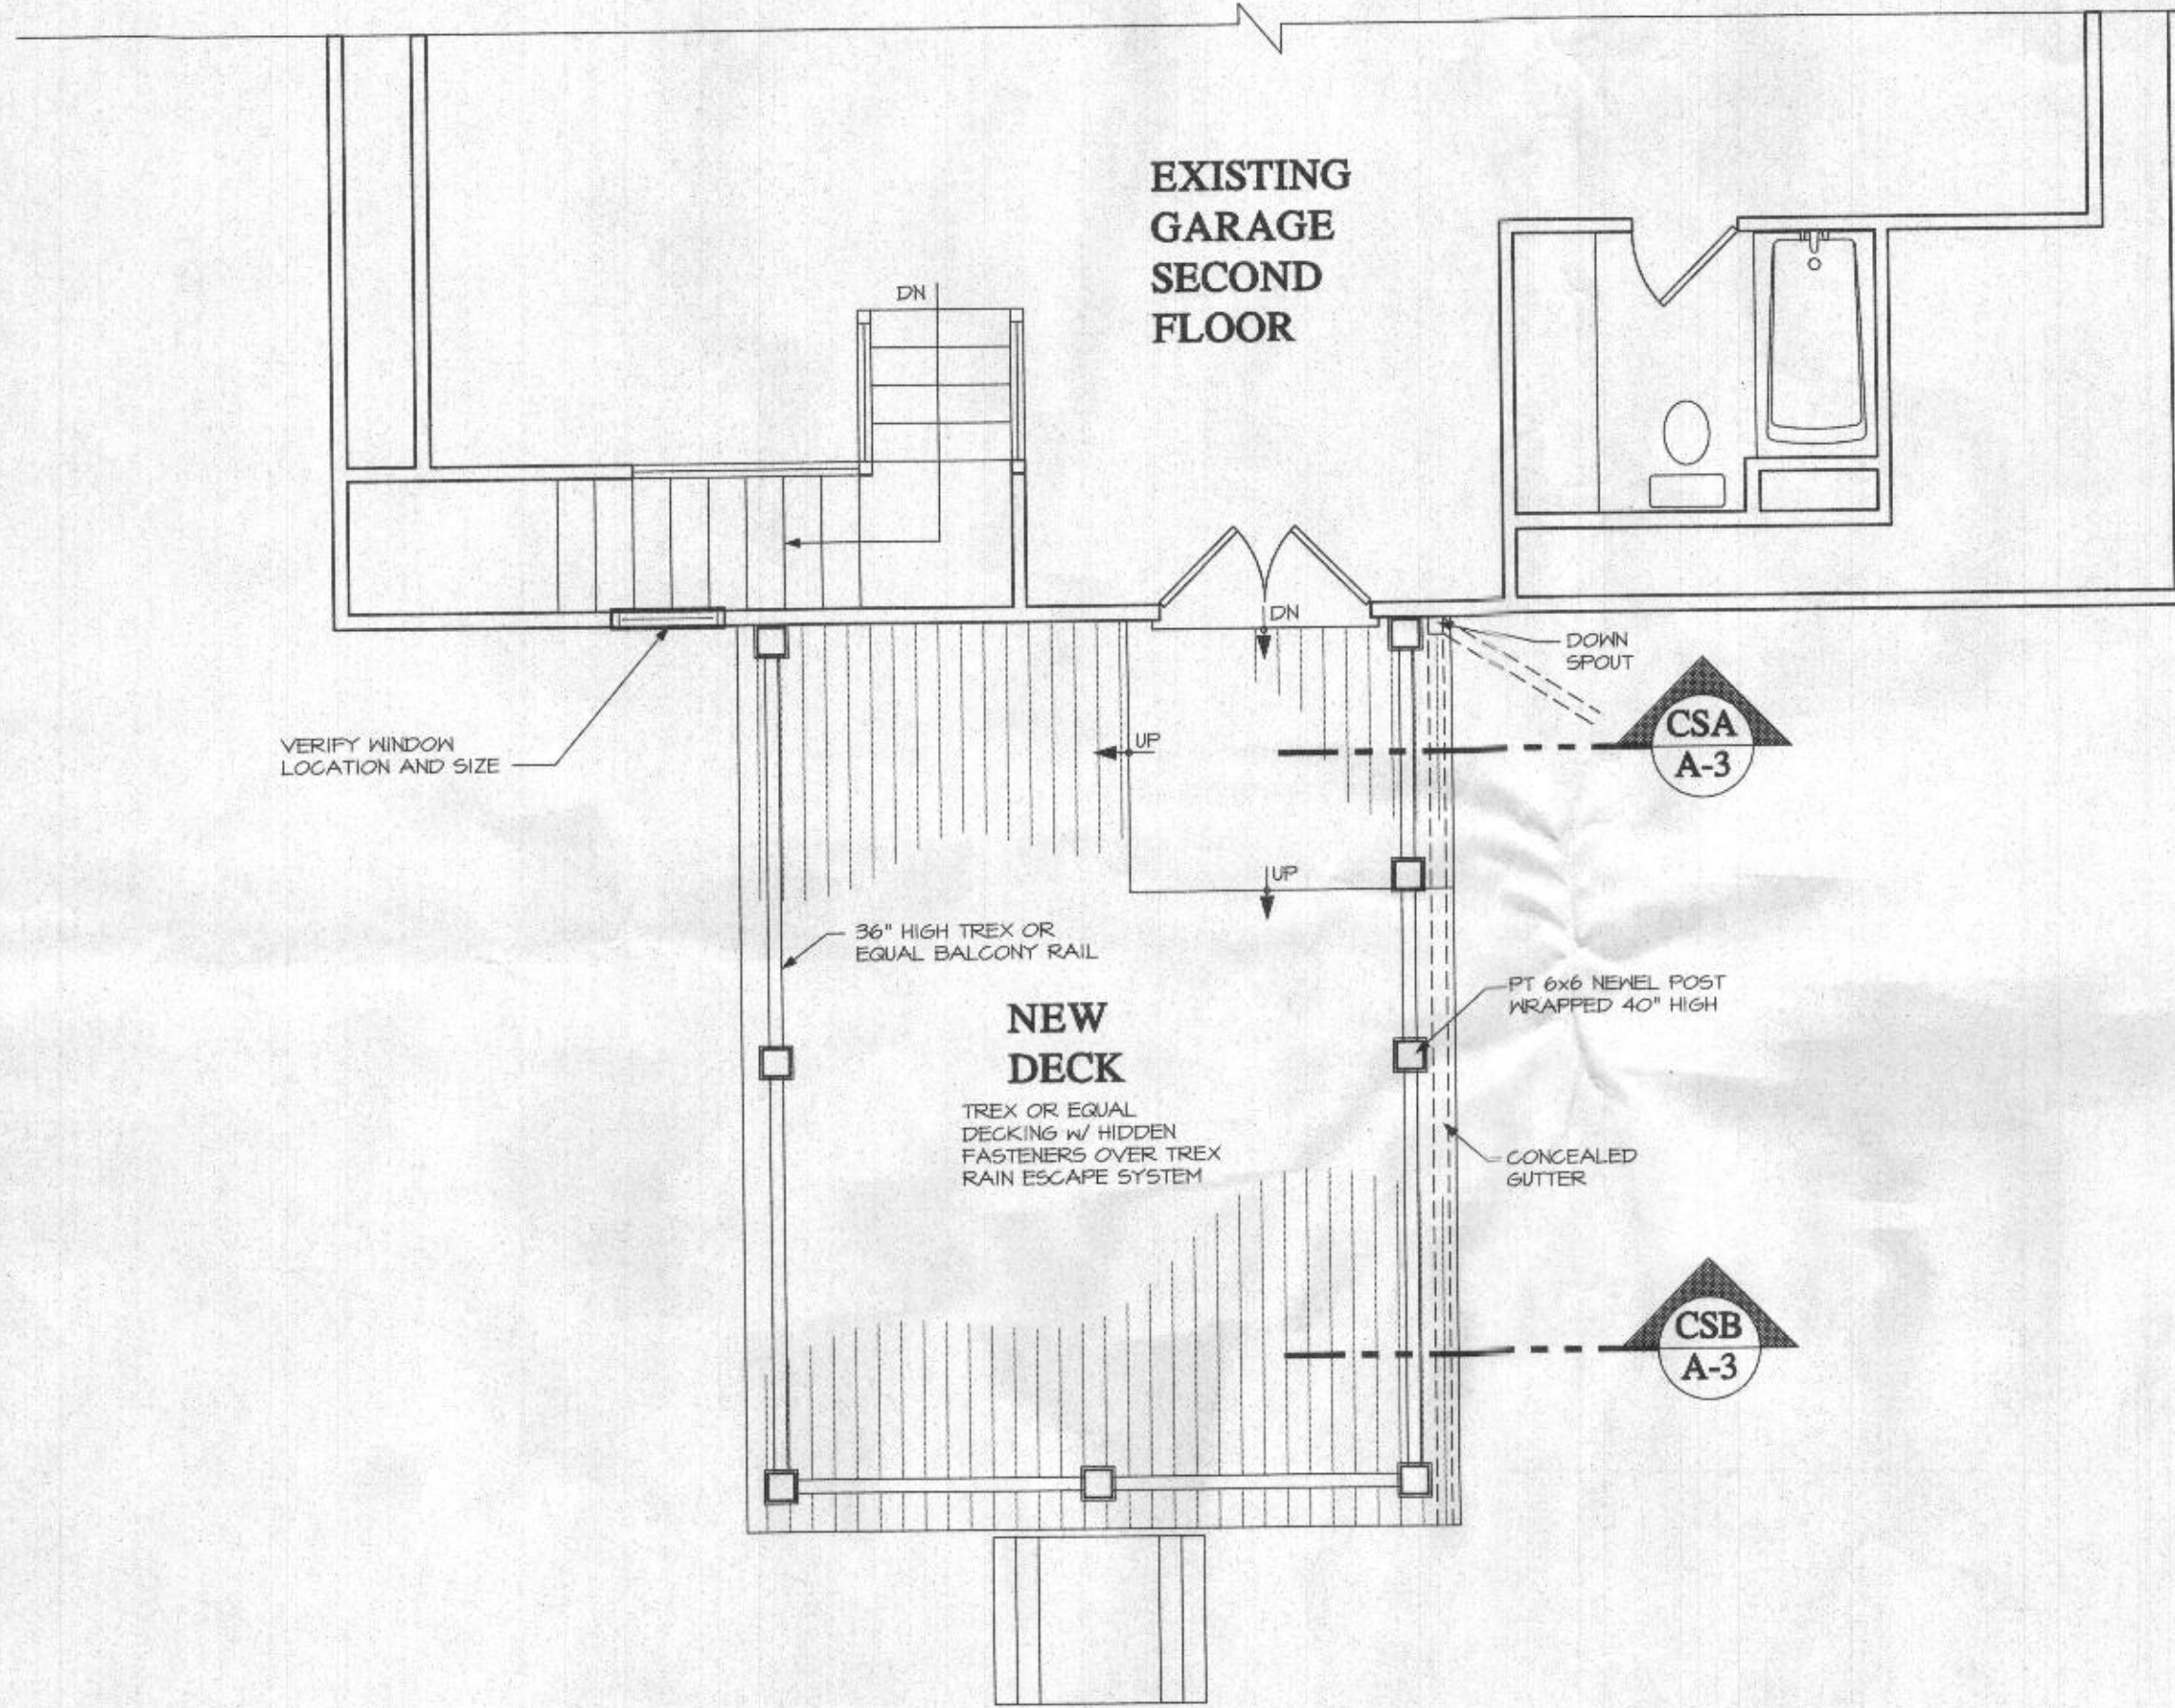 EXISTING
GARAGE
SECOND
FLOOR
DN
DN
DOWN
SPOUT
CSA
A-3
VERIFY WINDOW
LOCATION AND SIZE
UP
UP
36" HIGH TREX OR
EQUAL BALCONY RAIL
PT 6x6 NEWEL POST
WRAPPED 40" HIGH
NEW
DECK
TREX OR EQUAL
DECKING W/ HIDDEN
FASTENERS OVER TREX
RAIN ESCAPE SYSTEM
CONCEALED
GUTTER
CSB
A-3